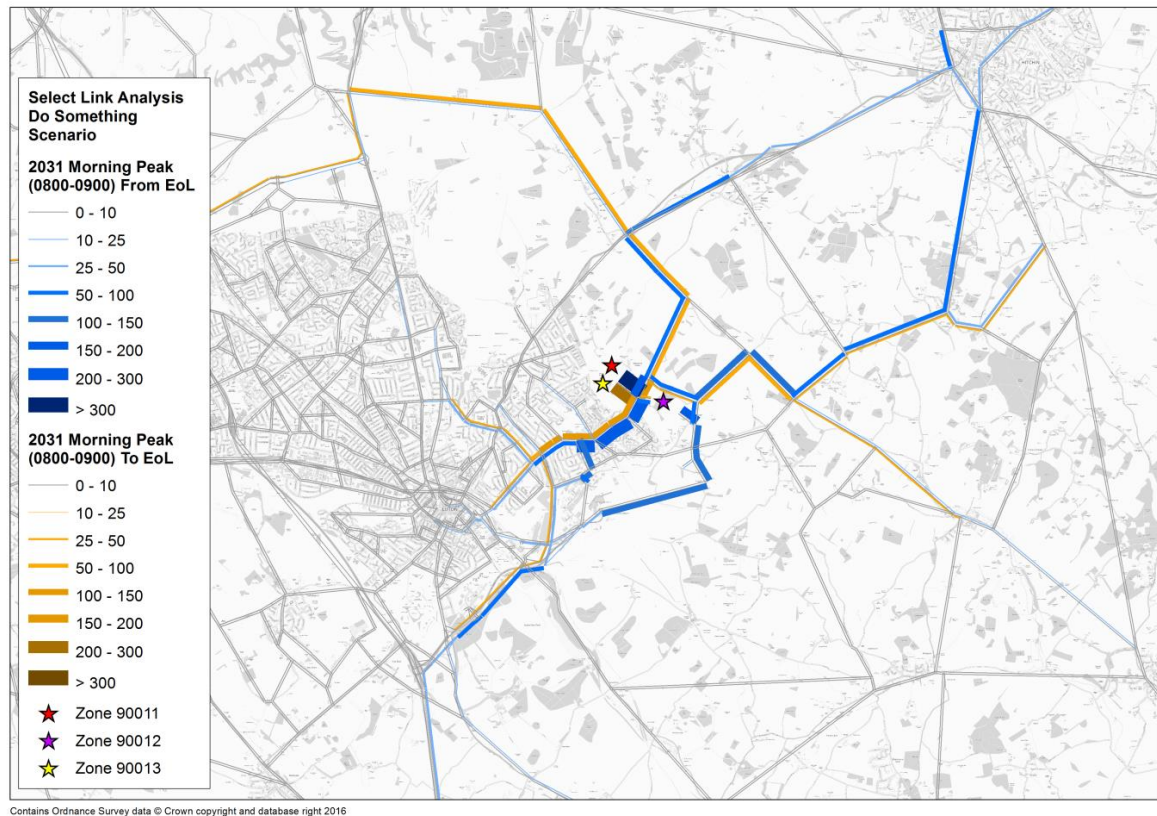 Select Link Analysis
Do Something
Scenario
2031 Morning Peak
(0800-0900) From EoL
0 - 10
10 - 25
25 - 50
50 - 100
100 - 150
150 - 200
200 - 300
> 300
2031 Morning Peak
(0800-0900) To EoL
0 - 10
10 - 25
25 - 50
50 - 100
100 - 150
150 - 200
200 - 300
> 300
Zone 90011
Zone 90012
Zone 90013
HITCHIN
LUTON
Contains Ordnance Survey data © Crown copyright and database right 2016